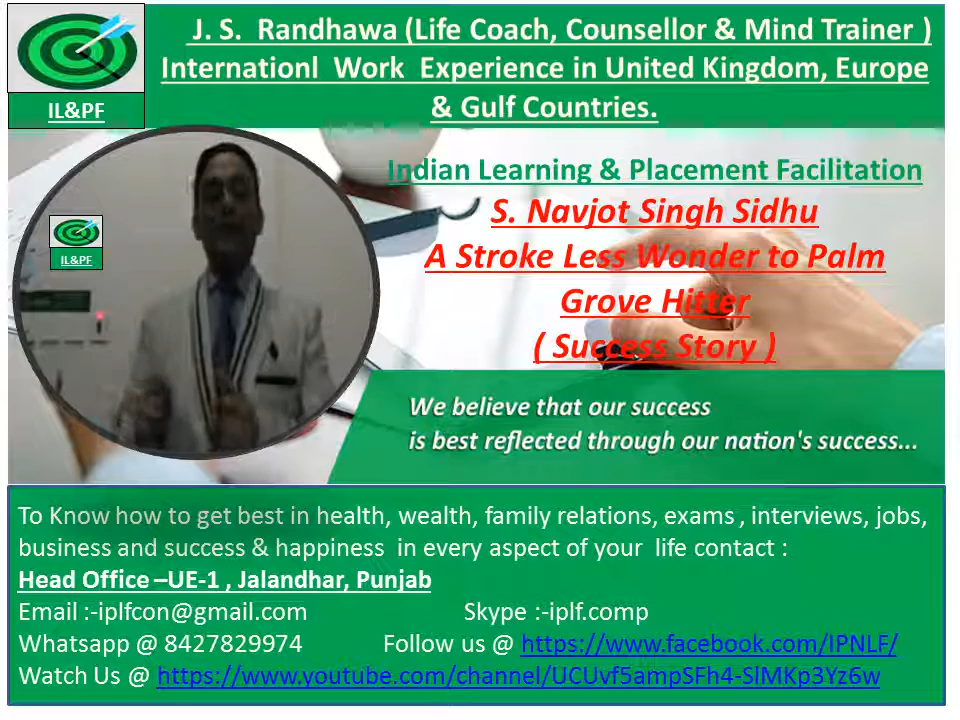 J. S. Randhawa (Life Coach, Counsellor & Mind Trainer )
Internationl Work Experience in United Kingdom, Europe
& Gulf Countries.
IL&PF
Indian Learning & Placement Facilitation
S. Navjot Singh Sidhu
A Stroke Less Wonder to Palm
Grove Hitter
( Success Story )
IL&PF
We believe that our success
is best reflected through our nation's success...
To Know how to get best in health, wealth, family relations, exams , interviews, jobs,
business and success & happiness in every aspect of your life contact :
Head Office –UE-1 , Jalandhar, Punjab
Email :-iplfcon@gmail.com Skype :-iplf.comp
Whatsapp @ 8427829974 Follow us @ https://www.facebook.com/IPNLF/
Watch Us @ https://www.youtube.com/channel/UCUvf5ampSFh4-SlMKp3Yz6w